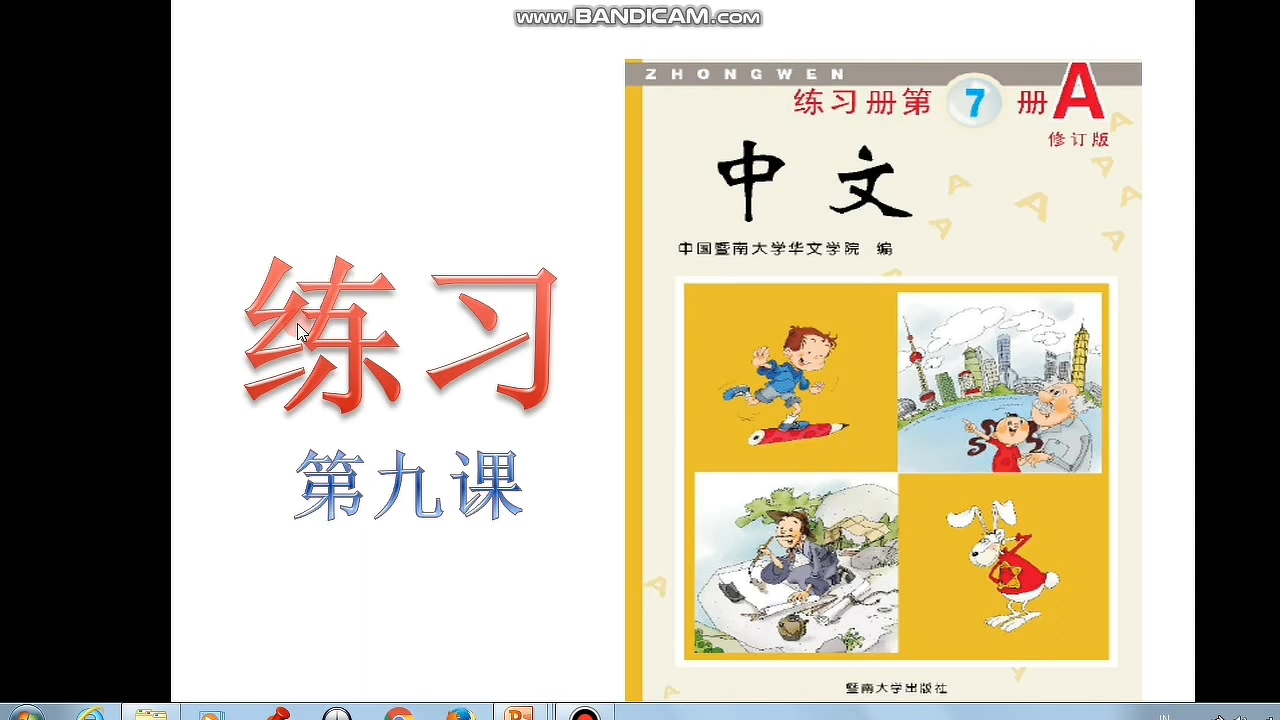 www.BANDICAM.com
ZHONGWEN
练习册第 7 册 A
修订版
中文
中国暨南大学华文学院 编
练习
第九课
暨南大学出版社
IN